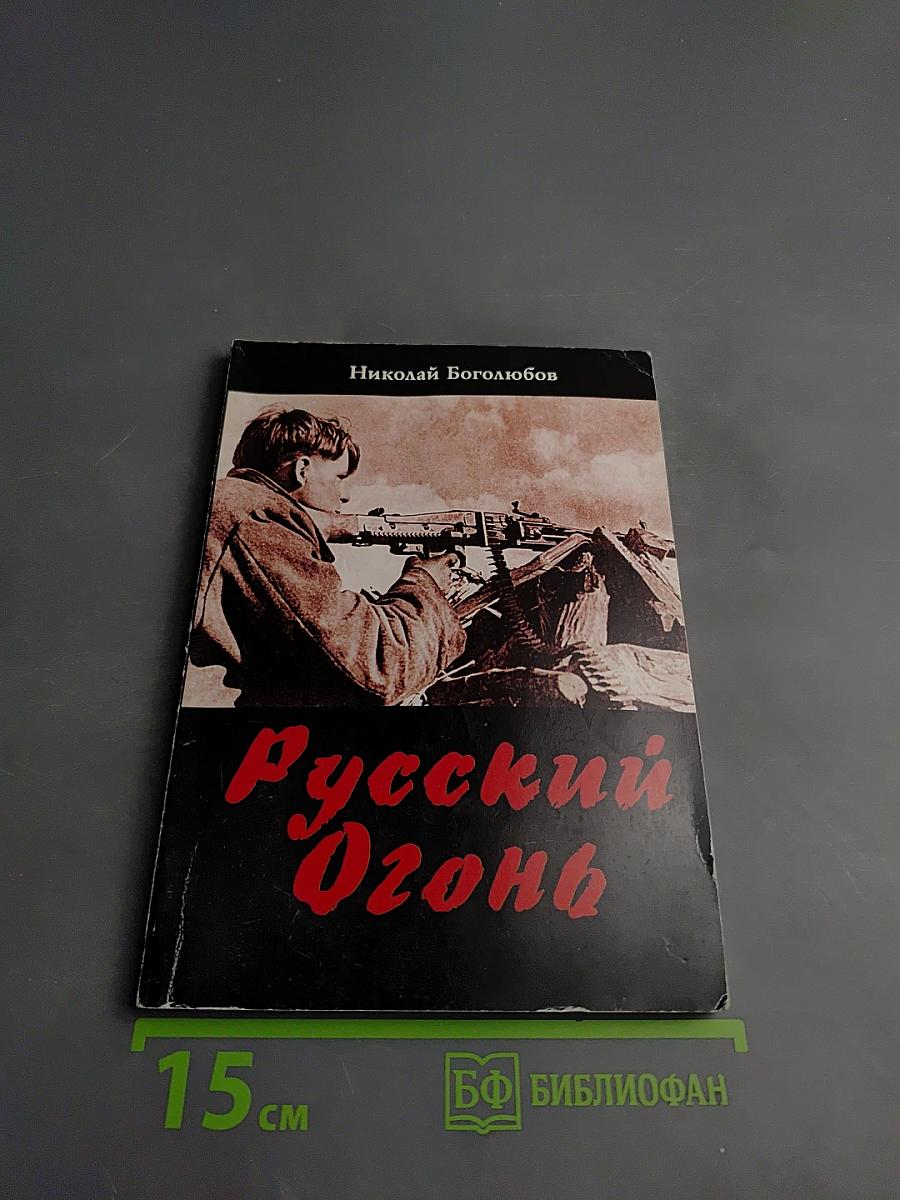 Николай Боголюбов
Русский
Огонь
15 см
БФ БИБЛИОФАН